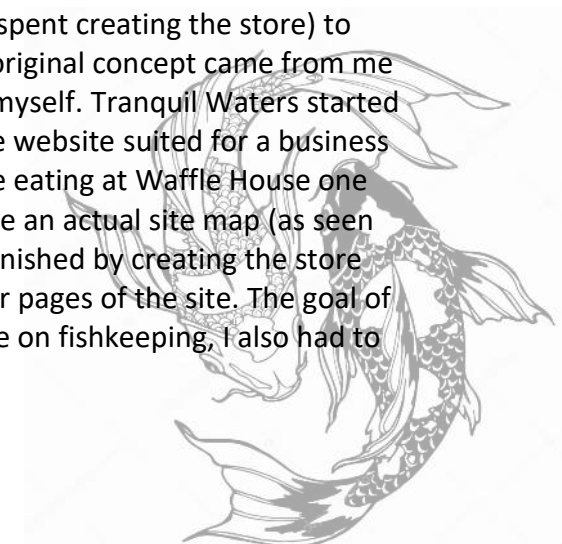 spent creating the store) to
original concept came from me
myself. Tranquil Waters started
e website suited for a business
e eating at Waffle House one
e an actual site map (as seen
nished by creating the store
r pages of the site. The goal of
e on fishkeeping, I also had to